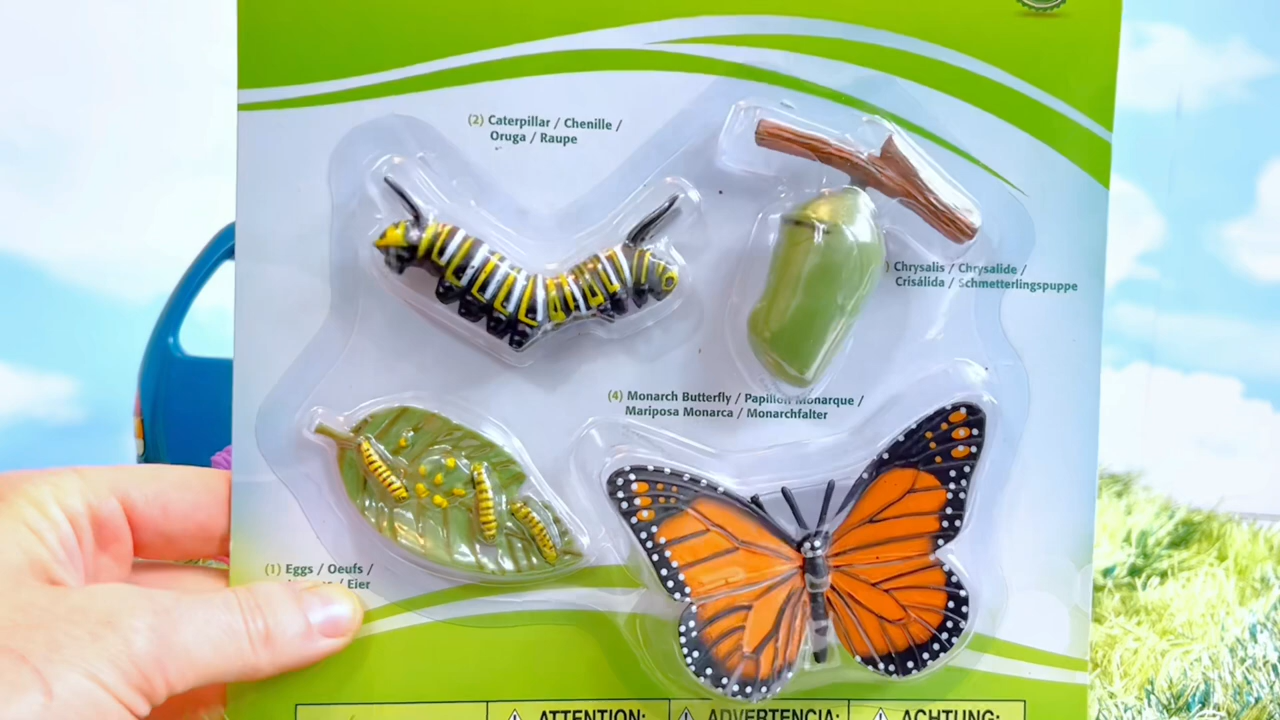 (2) Caterpillar / Chenille /
Oruga / Raupe
) Chrysalis / Chrysalide /
Crisálida / Schmetterlingspuppe
(4) Monarch Butterfly / Papillon Monarque /
Mariposa Monarca / Monarchfalter
(1) Eggs / Oeufs /
/ Eier
ATTENTION: ADVERTENCIA: ACHTUNG: